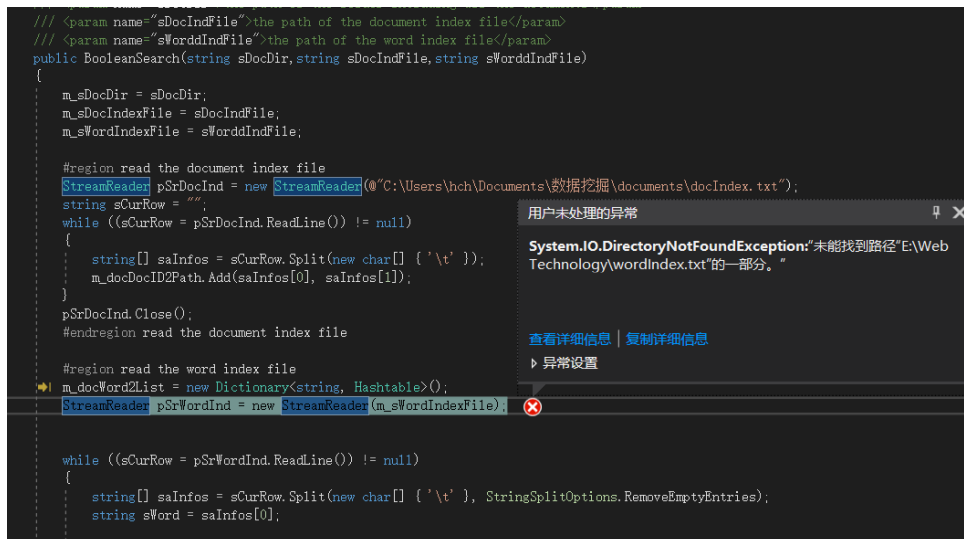 /// <param name="sDocIndFile">the path of the document index file</param>
/// <param name="sWorddIndFile">the path of the word index file</param>
public BooleanSearch(string sDocDir,string sDocIndFile,string sWorddIndFile)
{
m_sDocDir = sDocDir;
m_sDocIndexFile = sDocIndFile;
m_sWordIndexFile = sWorddIndFile;
#region read the document index file
StreamReader pSrDocInd = new StreamReader(@"C:\Users\hch\Documents\数据挖掘\documents\docIndex.txt");
string sCurRow = "";
while ((sCurRow = pSrDocInd.ReadLine()) != null)
{
string[] saInfos = sCurRow.Split(new char[] { '\t' });
m_docDocID2Path.Add(saInfos[0], saInfos[1]);
}
pSrDocInd.Close();
#endregion read the document index file
#region read the word index file
m_docWord2List = new Dictionary<string, Hashtable>();
StreamReader pSrWordInd = new StreamReader(m_sWordIndexFile);
while ((sCurRow = pSrWordInd.ReadLine()) != null)
{
string[] saInfos = sCurRow.Split(new char[] { '\t' }, StringSplitOptions.RemoveEmptyEntries);
string sWord = saInfos[0];
用户未处理的异常
System.IO.DirectoryNotFoundException:“未能找到路径“E:\Web
Technology\wordIndex.txt”的一部分。”
查看详细信息 | 复制详细信息
异常设置